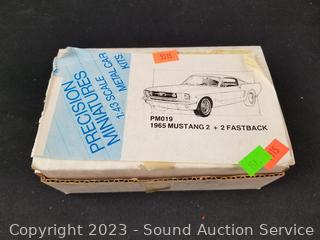 PRECISION
MINIATURES
1:43 SCALE
METAL CAR
KITS
PM019
1965 MUSTANG 2 + 2 FASTBACK
Copyright 2023 - Sound Auction Service